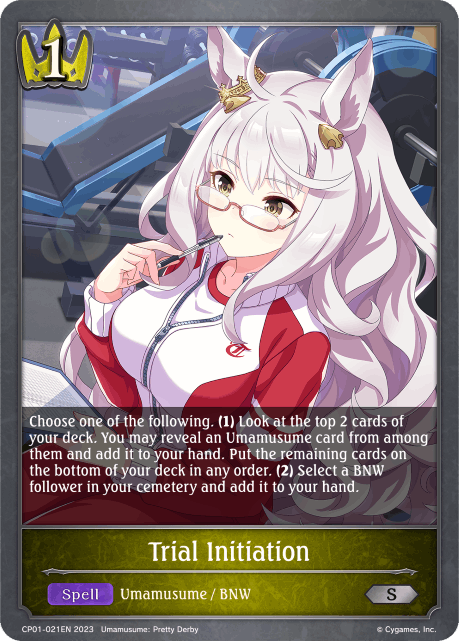 1
Choose one of the following. (1) Look at the top 2 cards of
your deck. You may reveal an Umamusume card from among
them and add it to your hand. Put the remaining cards on
the bottom of your deck in any order. (2) Select a BNW
follower in your cemetery and add it to your hand.
Trial Initiation
Spell Umamusume / BNW S
CP01-021EN 2023 Umamusume: Pretty Derby © Cygames, Inc.